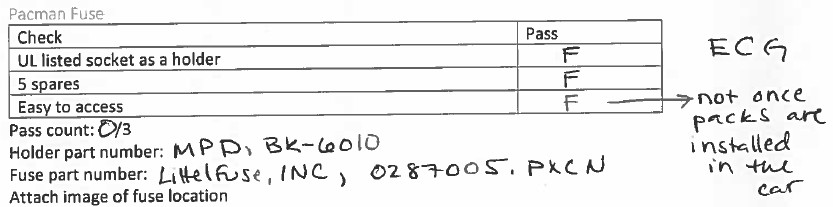 Pacman Fuse
Check Pass
UL listed socket as a holder F
5 spares F
Easy to access F
ECG
not once
packs are
installed
in the
car
Pass count: 0/3
Holder part number: MPD, BK-6010
Fuse part number: Littelfuse, INC, 0287005.PXCN
Attach image of fuse location